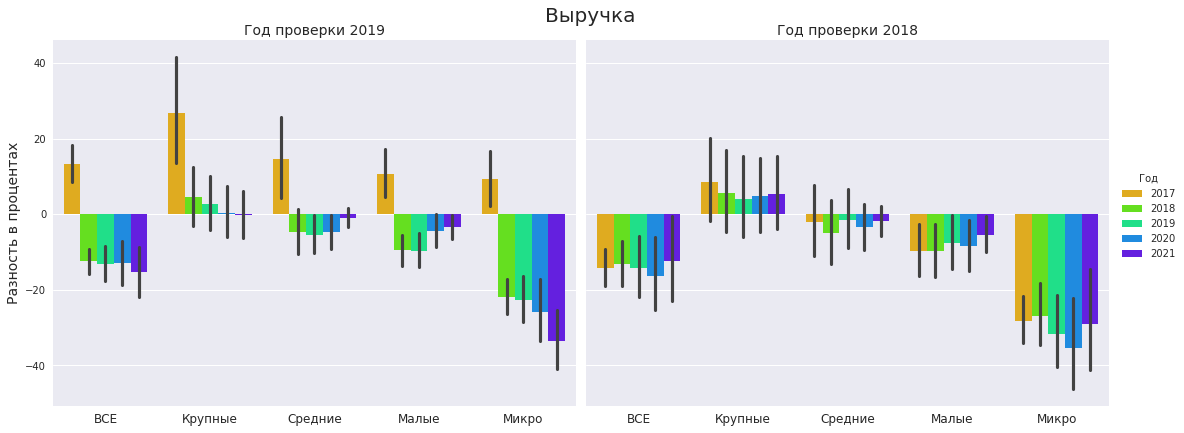 Выручка
Год проверки 2019
Год проверки 2018
Разность в процентах
40
20
0
−20
−40
ВСЕ Крупные Средние Малые Микро
ВСЕ Крупные Средние Малые Микро
Год
2017
2018
2019
2020
2021